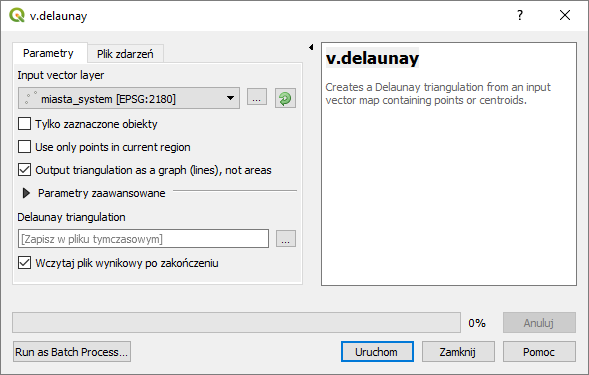 v.delaunay
Parametry
Plik zdarzeń
Input vector layer
miasta_system [EPSG:2180]
...
Tylko zaznaczone obiekty
Use only points in current region
Output triangulation as a graph (lines), not areas
Parametry zaawansowane
Delaunay triangulation
[Zapisz w pliku tymczasowym]
...
Wczytaj plik wynikowy po zakończeniu
v.delaunay
Creates a Delaunay triangulation from an input
vector map containing points or centroids.
0%
Anuluj
Run as Batch Process...
Uruchom
Zamknij
Pomoc